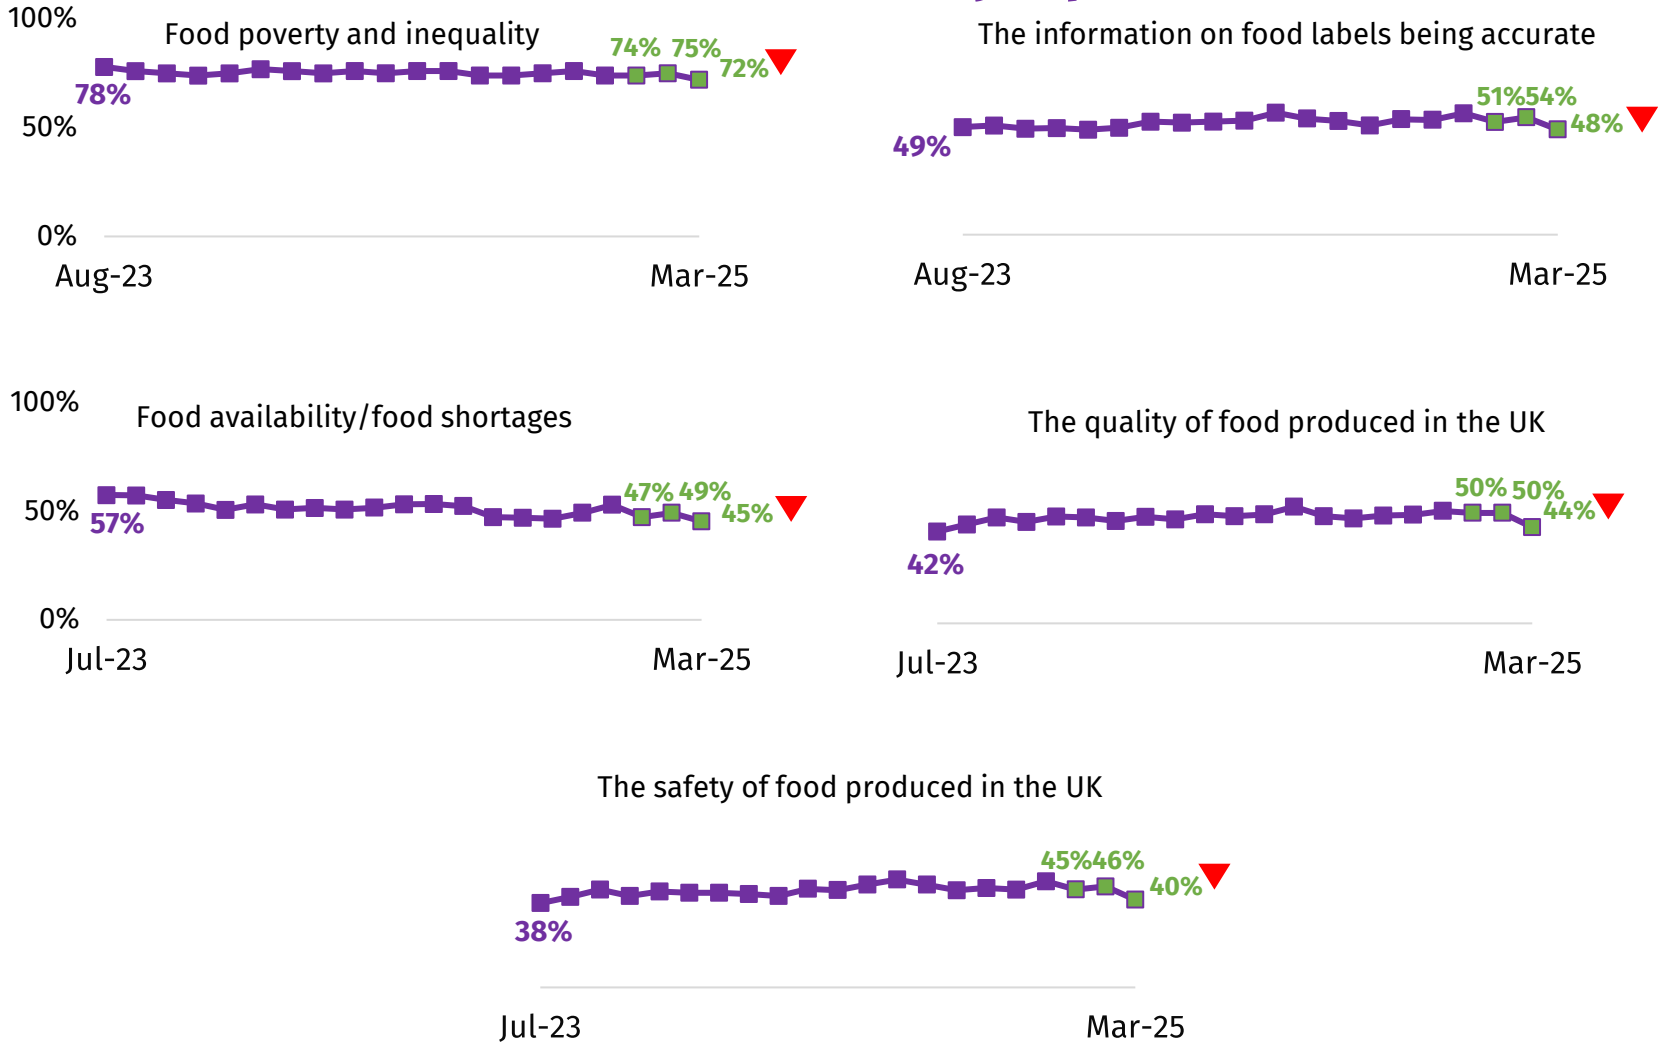 100%
Food poverty and inequality
74% 75%
72%
78%
50%
0%
Aug-23 Mar-25
The information on food labels being accurate
51% 54%
48%
49%
Aug-23 Mar-25
100%
Food availability/food shortages
47% 49%
50%
45%
57%
0%
Jul-23 Mar-25
The quality of food produced in the UK
50% 50%
44%
42%
Jul-23 Mar-25
The safety of food produced in the UK
45% 46%
40%
38%
Jul-23 Mar-25